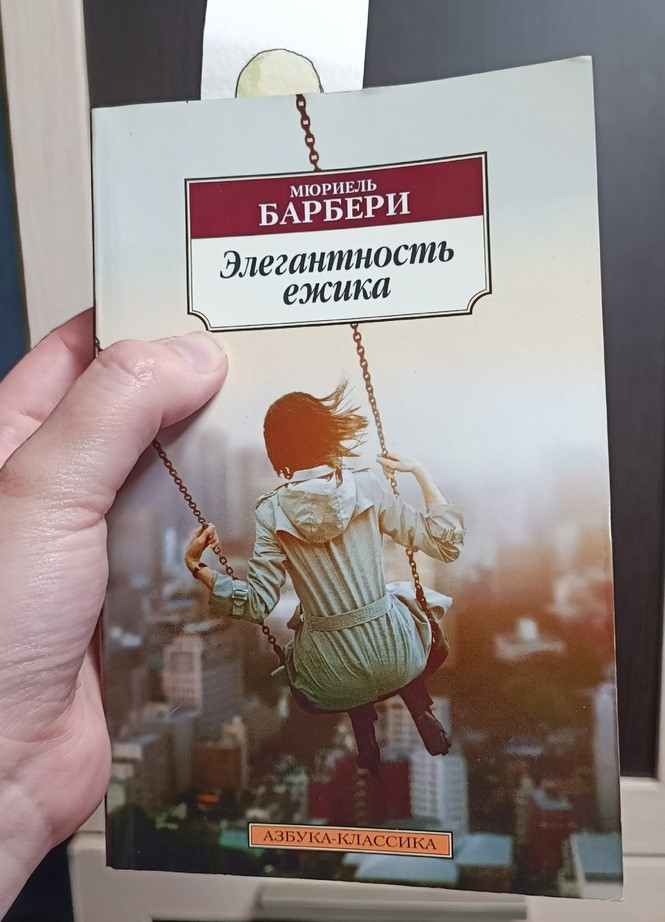 МЮРИЕЛЬ
БАРБЕРИ
Элегантность
ежика
АЗБУКА-КЛАССИКА